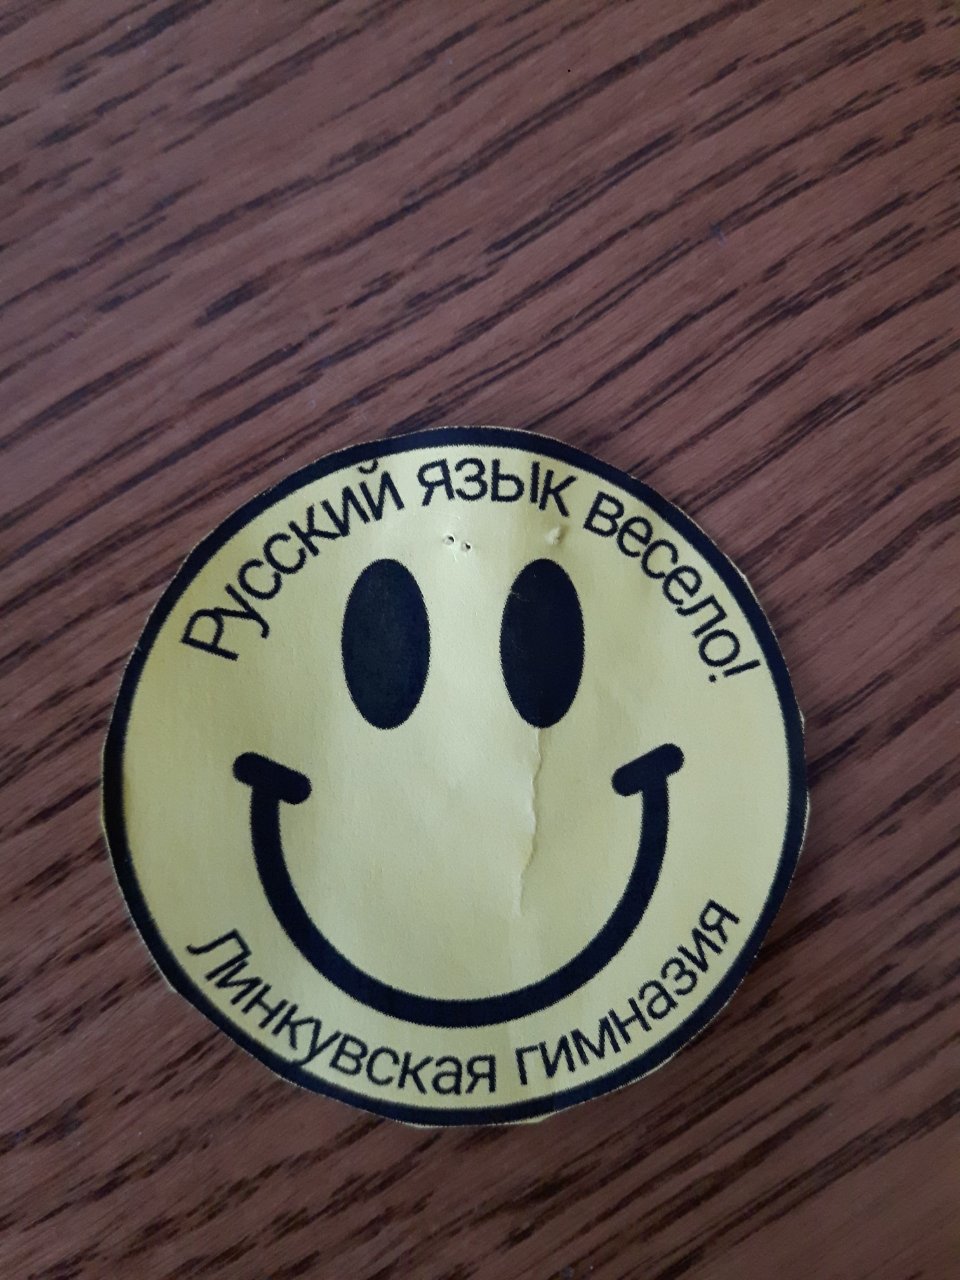 Русский язык весело!
Линкувская гимназия